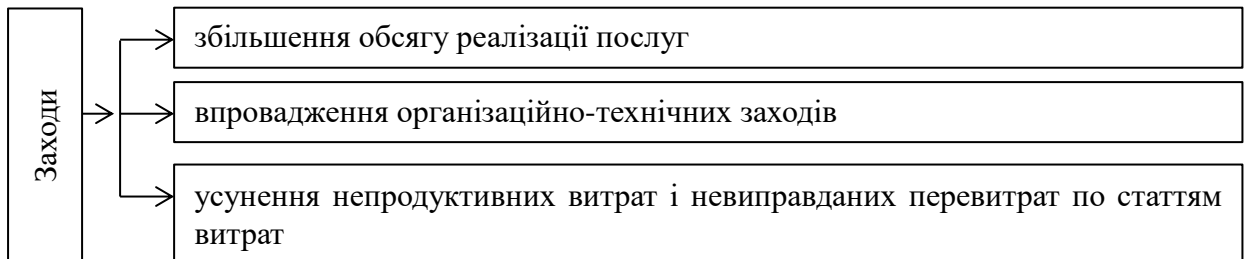 Заходи
збільшення обсягу реалізації послуг
впровадження організаційно-технічних заходів
усунення непродуктивних витрат і невиправданих перевитрат по статтям
витрат